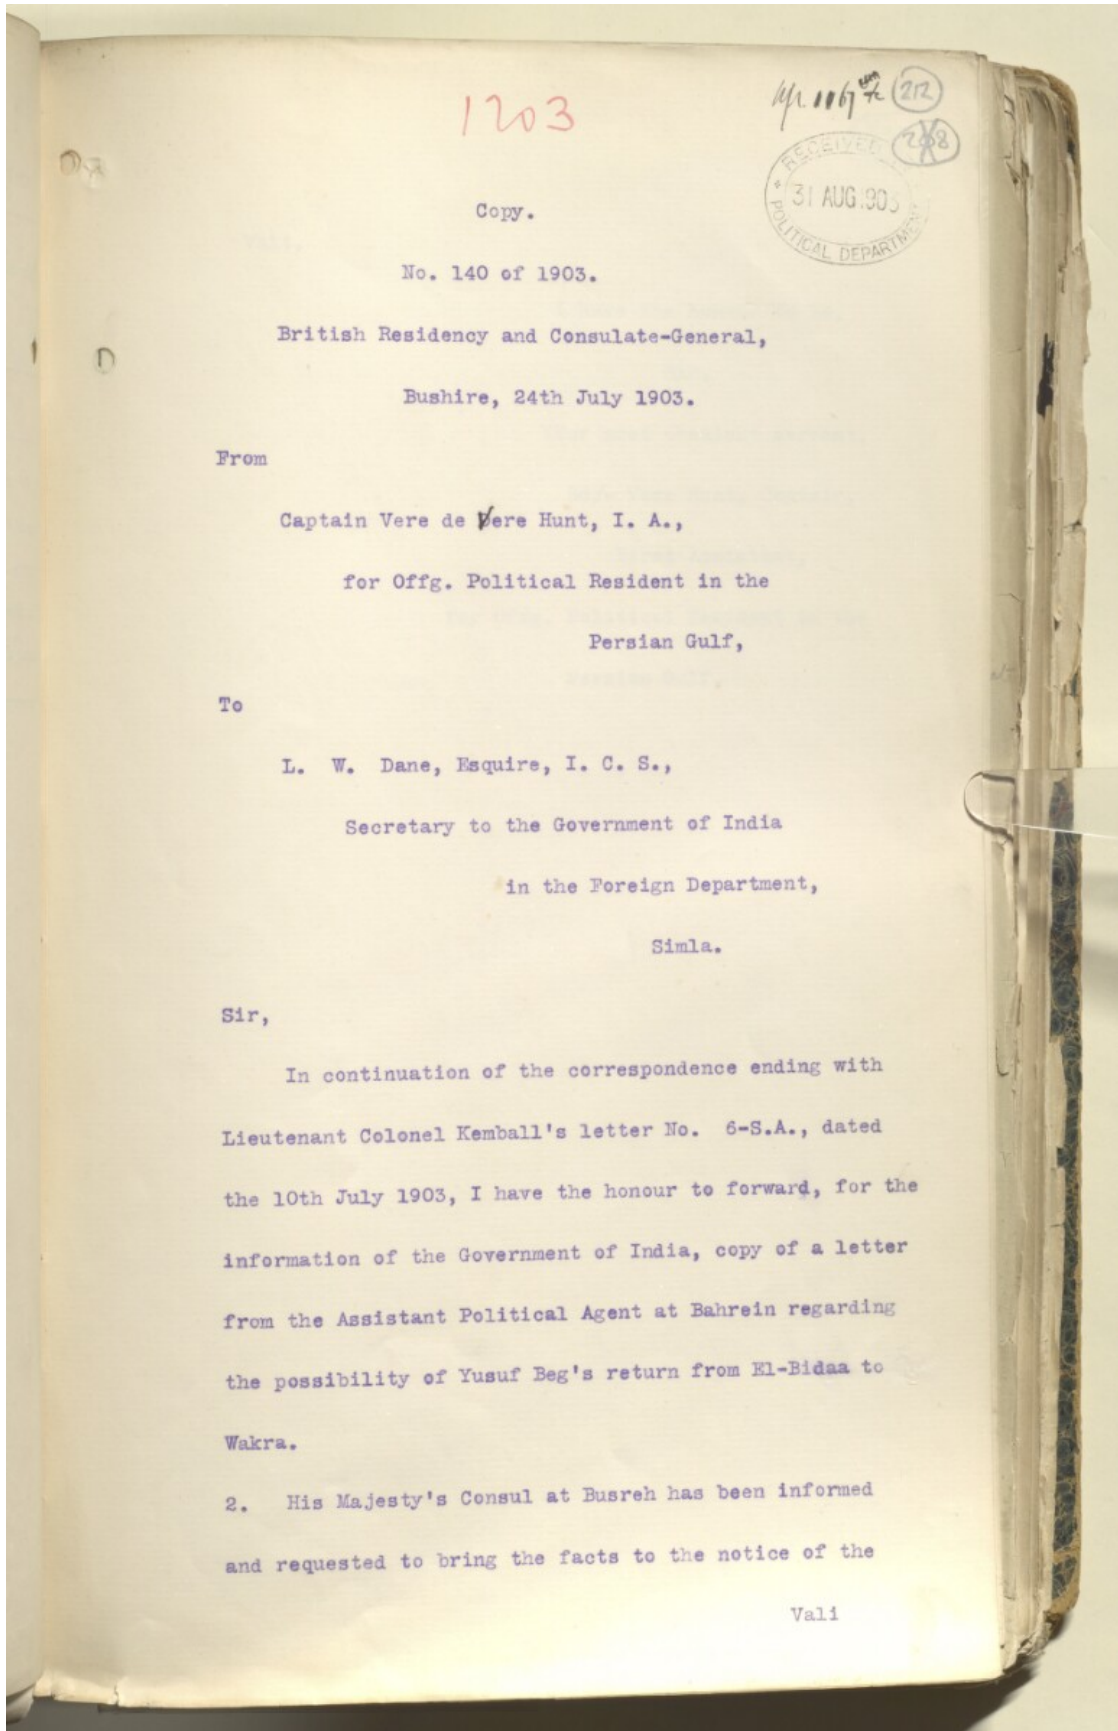 1203
212
208
RECEIVED
31 AUG.1903
POLITICAL DEPARTMENT
Copy.
No. 140 of 1903.
British Residency and Consulate-General,
Bushire, 24th July 1903.
From
Captain Vere de Vere Hunt, I. A.,
for Offg. Political Resident in the
Persian Gulf,
To
L. W. Dane, Esquire, I. C. S.,
Secretary to the Government of India
in the Foreign Department,
Simla.
Sir,
In continuation of the correspondence ending with
Lieutenant Colonel Kemball's letter No. 6-S.A., dated
the 10th July 1903, I have the honour to forward, for the
information of the Government of India, copy of a letter
from the Assistant Political Agent at Bahrein regarding
the possibility of Yusuf Beg's return from El-Bidaa to
Wakra.
2. His Majesty's Consul at Busreh has been informed
and requested to bring the facts to the notice of the
Vali